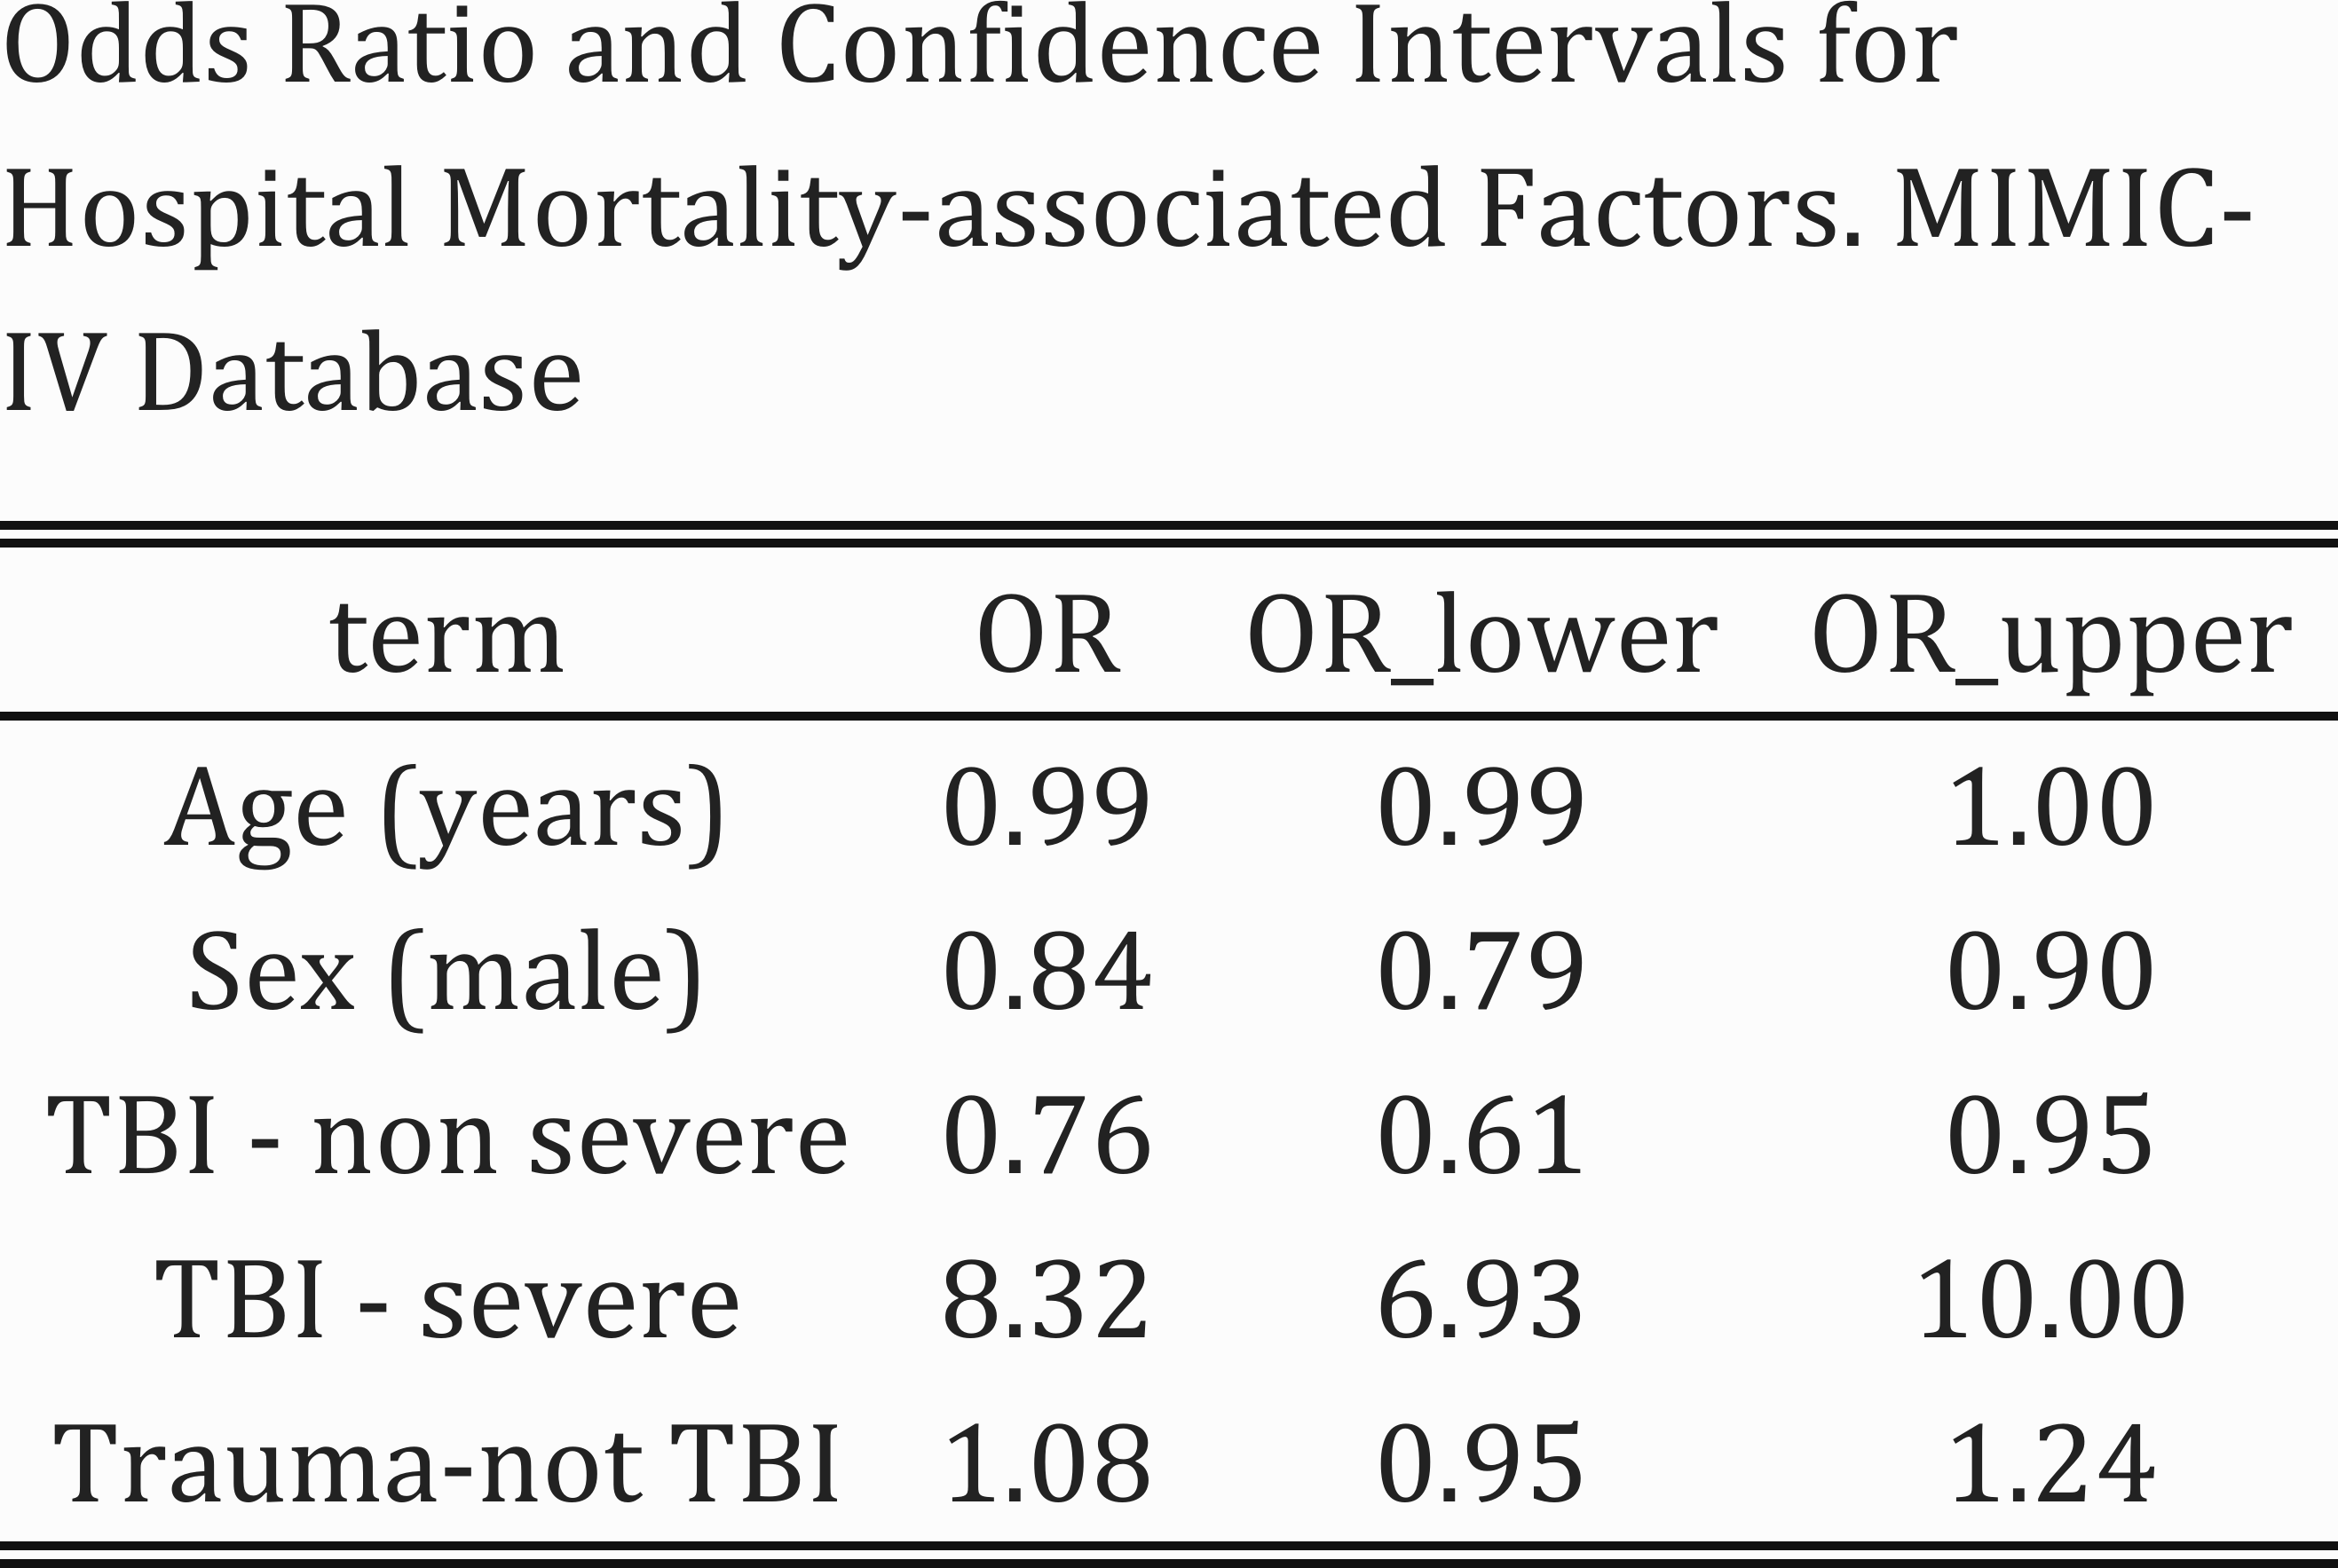 Odds Ratio and Confidence Intervals for
Hospital Mortality-associated Factors. MIMIC-
IV Database
term OR OR_lower OR_upper
Age (years) 0.99 0.99 1.00
Sex (male) 0.84 0.79 0.90
TBI - non severe 0.76 0.61 0.95
TBI - severe 8.32 6.93 10.00
Trauma-not TBI 1.08 0.95 1.24